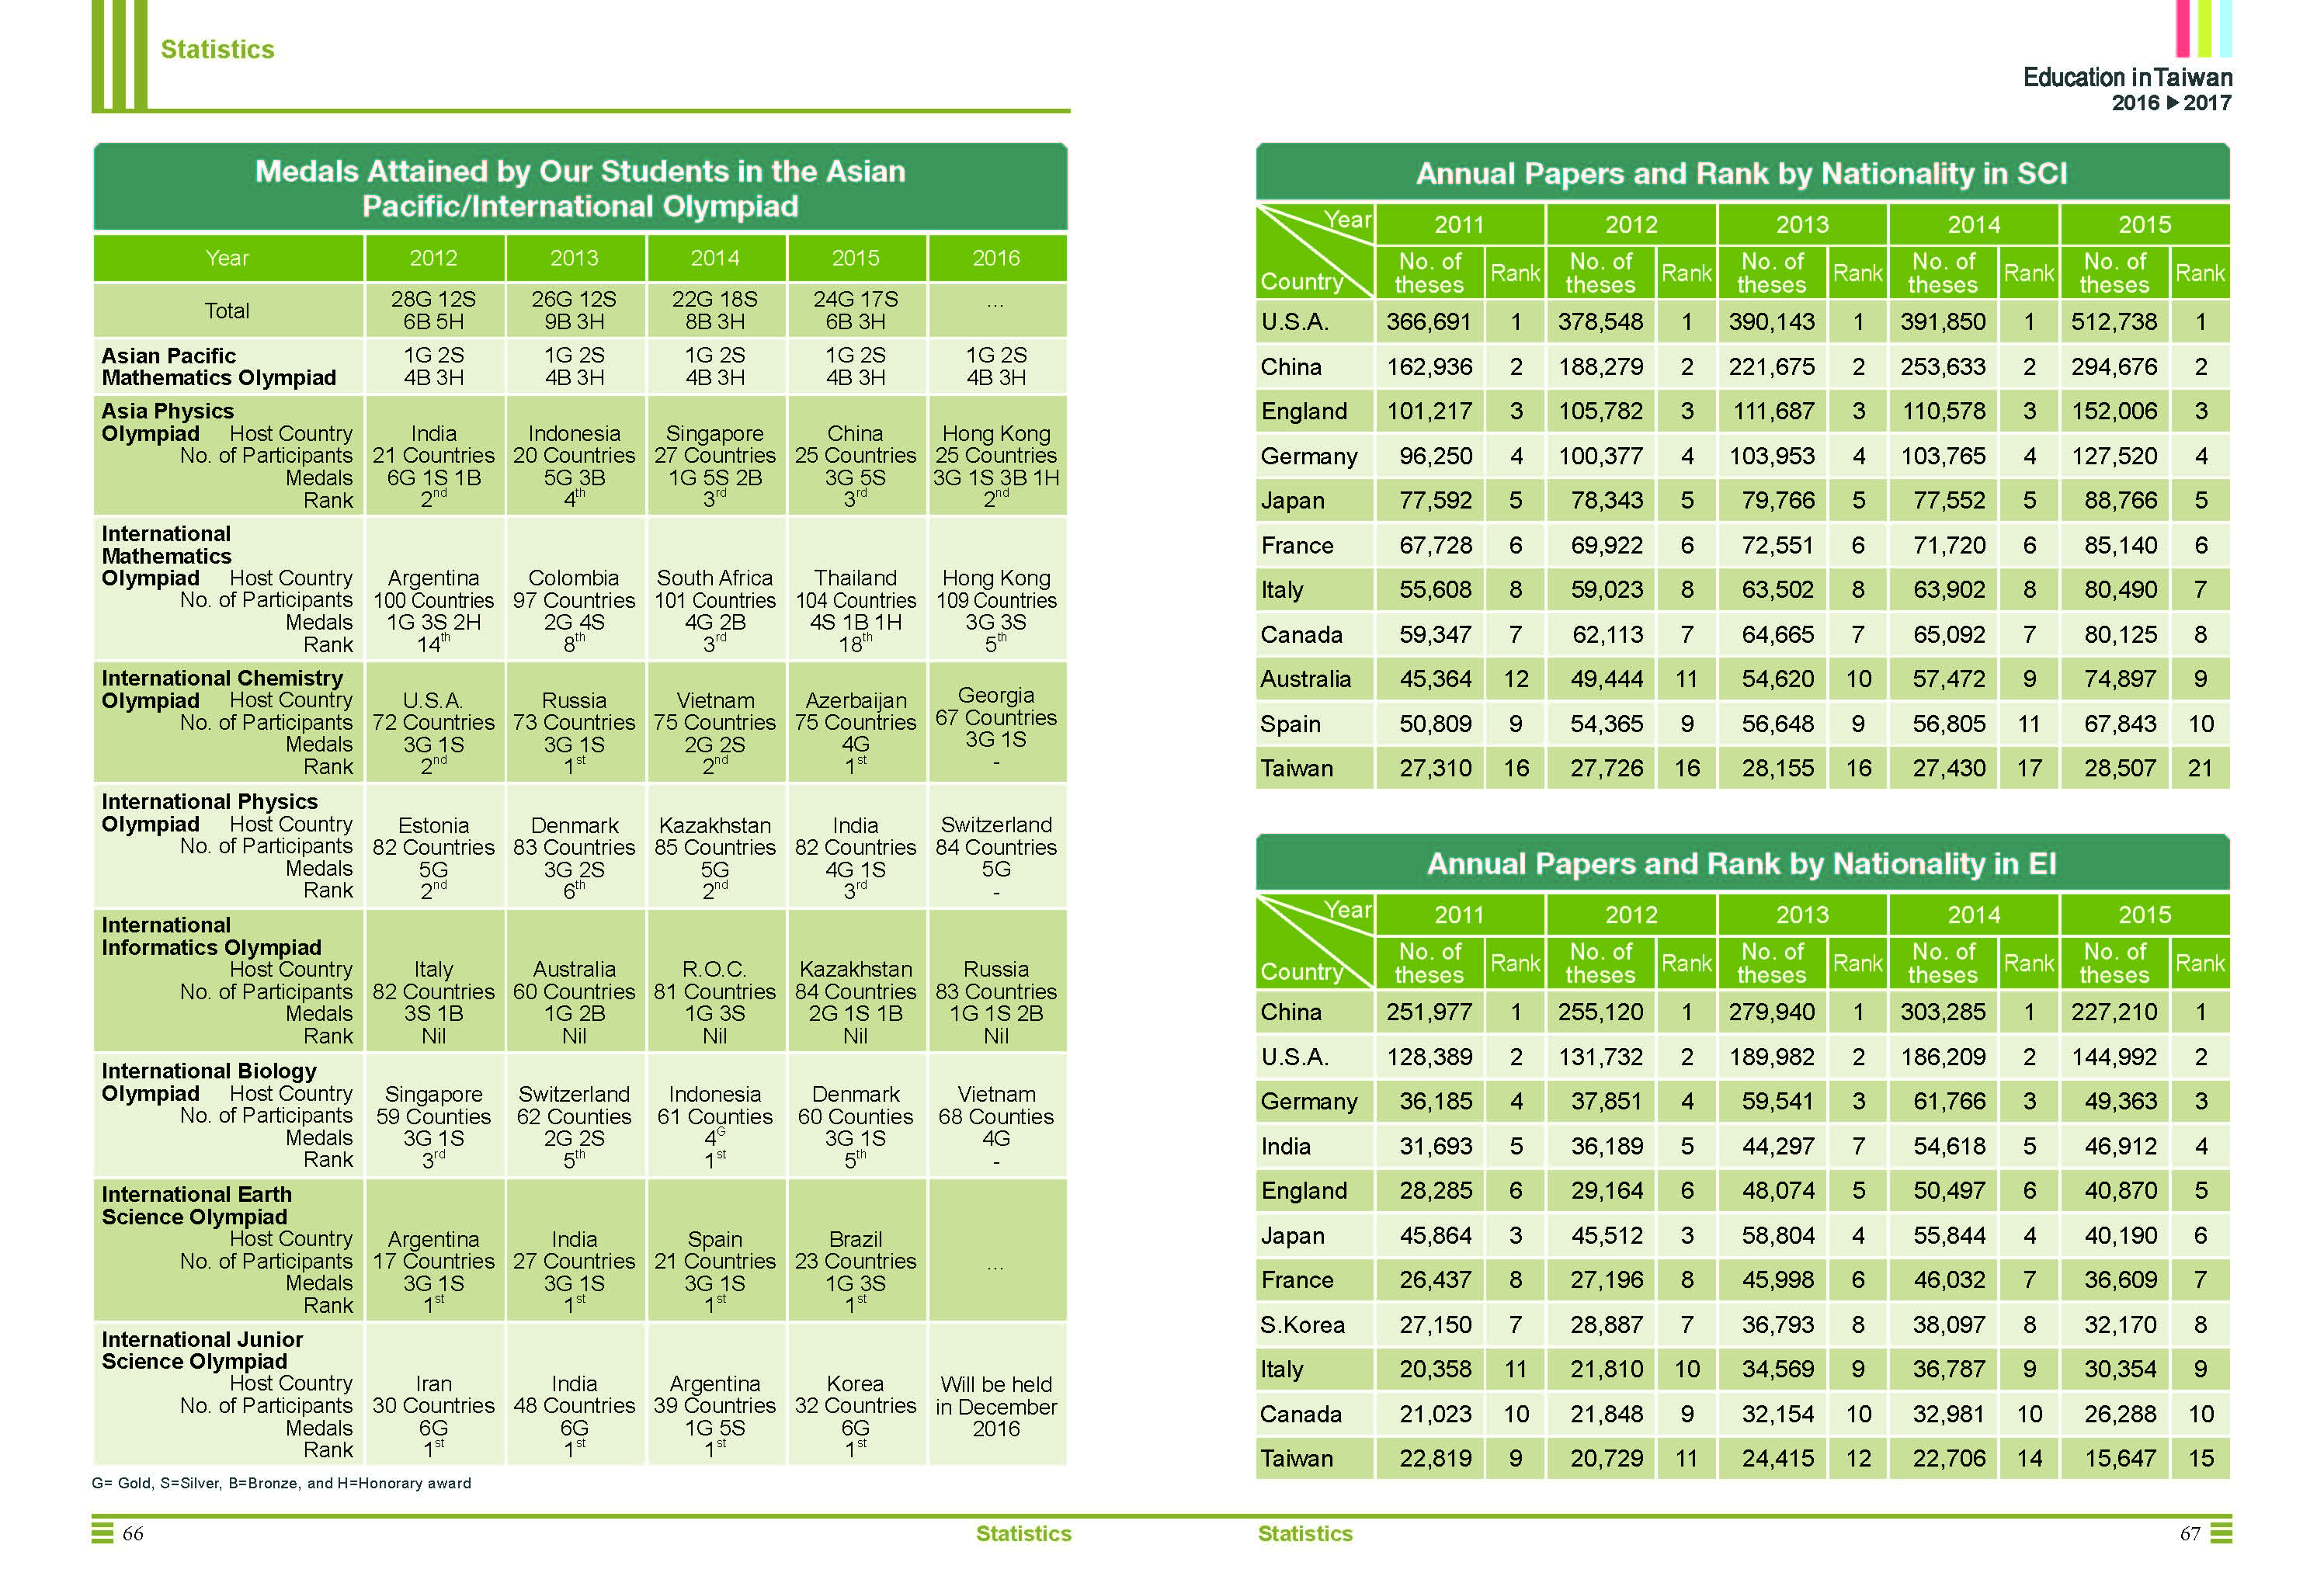 Statistics
Medals Attained by Our Students in the Asian
Pacific/International Olympiad
Year 2012 2013 2014 2015 2016
Total 28G 12S 6B 5H 26G 12S 9B 3H 22G 18S 8B 3H 24G 17S 6B 3H ...
Asian Pacific
Mathematics Olympiad 1G 2S 4B 3H 1G 2S 4B 3H 1G 2S 4B 3H 1G 2S 4B 3H 1G 2S 4B 3H
Asia Physics
Olympiad Host Country India Indonesia Singapore China Hong Kong
No. of Participants 21 Countries 20 Countries 27 Countries 25 Countries 25 Countries
Medals 6G 1S 1B 5G 3B 1G 5S 2B 3G 5S 3G 1S 3B 1H
Rank 2nd 4th 3rd 3rd 2nd
International
Mathematics
Olympiad Host Country Argentina Colombia South Africa Thailand Hong Kong
No. of Participants 100 Countries 97 Countries 101 Countries 104 Countries 109 Countries
Medals 1G 3S 2H 2G 4S 4G 2B 4S 1B 1H 3G 3S
Rank 14th 8th 3rd 18th 5th
International Chemistry
Olympiad Host Country U.S.A. Russia Vietnam Azerbaijan Georgia
No. of Participants 72 Countries 73 Countries 75 Countries 75 Countries 67 Countries
Medals 3G 1S 3G 1S 2G 2S 4G 3G 1S
Rank 2nd 1st 2nd 1st -
International Physics
Olympiad Host Country Estonia Denmark Kazakhstan India Switzerland
No. of Participants 82 Countries 83 Countries 85 Countries 82 Countries 84 Countries
Medals 5G 3G 2S 5G 4G 1S 5G
Rank 2nd 6th 2nd 3rd -
International
Informatics Olympiad
Host Country Italy Australia R.O.C. Kazakhstan Russia
No. of Participants 82 Countries 60 Countries 81 Countries 84 Countries 83 Countries
Medals 3S 1B 1G 2B 1G 3S 2G 1S 1B 1G 1S 2B
Rank Nil Nil Nil Nil Nil
International Biology
Olympiad Host Country Singapore Switzerland Indonesia Denmark Vietnam
No. of Participants 59 Counties 62 Counties 61 Counties 60 Counties 68 Counties
Medals 3G 1S 2G 2S 4G 3G 1S 4G
Rank 3rd 5th 1st 5th -
International Earth
Science Olympiad
Host Country Argentina India Spain Brazil
No. of Participants 17 Countries 27 Countries 21 Countries 23 Countries ...
Medals 3G 1S 3G 1S 3G 1S 1G 3S
Rank 1st 1st 1st 1st
International Junior
Science Olympiad
Host Country Iran India Argentina Korea Will be held
No. of Participants 30 Countries 48 Countries 39 Countries 32 Countries in December
Medals 6G 6G 1G 5S 6G 2016
Rank 1st 1st 1st 1st
G= Gold, S=Silver, B=Bronze, and H=Honorary award
66 Statistics
Education in Taiwan
2016 ▶ 2017
Annual Papers and Rank by Nationality in SCI
Year 2011 2012 2013 2014 2015
Country No. of theses Rank No. of theses Rank No. of theses Rank No. of theses Rank No. of theses Rank
U.S.A. 366,691 1 378,548 1 390,143 1 391,850 1 512,738 1
China 162,936 2 188,279 2 221,675 2 253,633 2 294,676 2
England 101,217 3 105,782 3 111,687 3 110,578 3 152,006 3
Germany 96,250 4 100,377 4 103,953 4 103,765 4 127,520 4
Japan 77,592 5 78,343 5 79,766 5 77,552 5 88,766 5
France 67,728 6 69,922 6 72,551 6 71,720 6 85,140 6
Italy 55,608 8 59,023 8 63,502 8 63,902 8 80,490 7
Canada 59,347 7 62,113 7 64,665 7 65,092 7 80,125 8
Australia 45,364 12 49,444 11 54,620 10 57,472 9 74,897 9
Spain 50,809 9 54,365 9 56,648 9 56,805 11 67,843 10
Taiwan 27,310 16 27,726 16 28,155 16 27,430 17 28,507 21
Annual Papers and Rank by Nationality in EI
Year 2011 2012 2013 2014 2015
Country No. of theses Rank No. of theses Rank No. of theses Rank No. of theses Rank No. of theses Rank
China 251,977 1 255,120 1 279,940 1 303,285 1 227,210 1
U.S.A. 128,389 2 131,732 2 189,982 2 186,209 2 144,992 2
Germany 36,185 4 37,851 4 59,541 3 61,766 3 49,363 3
India 31,693 5 36,189 5 44,297 7 54,618 5 46,912 4
England 28,285 6 29,164 6 48,074 5 50,497 6 40,870 5
Japan 45,864 3 45,512 3 58,804 4 55,844 4 40,190 6
France 26,437 8 27,196 8 45,998 6 46,032 7 36,609 7
S.Korea 27,150 7 28,887 7 36,793 8 38,097 8 32,170 8
Italy 20,358 11 21,810 10 34,569 9 36,787 9 30,354 9
Canada 21,023 10 21,848 9 32,154 10 32,981 10 26,288 10
Taiwan 22,819 9 20,729 11 24,415 12 22,706 14 15,647 15
Statistics 67